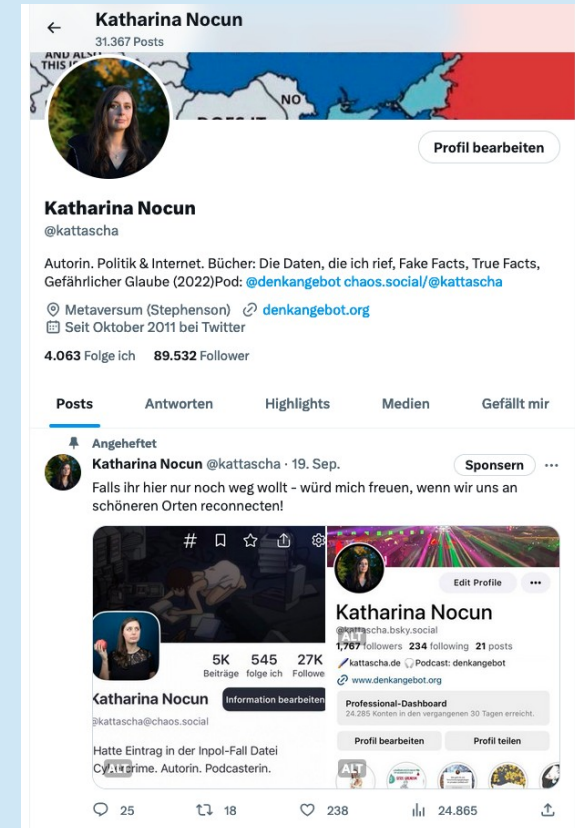 Katharina Nocun
31.367 Posts
AND ALSO
THIS IS
NO
DOES IT
Profil bearbeiten
Katharina Nocun
@kattascha
Autorin. Politik & Internet. Bücher: Die Daten, die ich rief, Fake Facts, True Facts,
Gefährlicher Glaube (2022)Pod: @denkangebot chaos.social/@kattascha
Metaversum (Stephenson) denkangebot.org
Seit Oktober 2011 bei Twitter
4.063 Folge ich 89.532 Follower
Posts Antworten Highlights Medien Gefällt mir
Angeheftet
Katharina Nocun @kattascha · 19. Sep.
Sponsern
Falls ihr hier nur noch weg wollt - würd mich freuen, wenn wir uns an
schöneren Orten reconnecten!
5K 545 27K
Beiträge folge ich Followe
Katharina Nocun
Information bearbeiten
@kattascha@chaos.social
Hatte Eintrag in der Inpol-Fall Datei
Cybercrime. Autorin. Podcasterin.
ALT
Edit Profile
Katharina Nocun
@kattascha.bsky.social
ALT
1,767 followers 234 following 21 posts
kattascha.de Podcast: denkangebot
www.denkangebot.org
Professional-Dashboard
24.285 Konten in den vergangenen 30 Tagen erreicht.
Profil bearbeiten Profil teilen
ALT
25 18 238 24.865